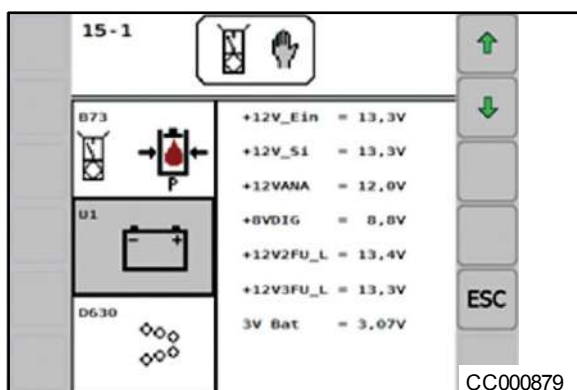 15-1
B73
P
U1
D630
+12V_Ein = 13,3V
+12V_Si = 13,3V
+12VANA = 12,0V
+8VDIG = 8,8V
+12V2FU_L = 13,4V
+12V3FU_L = 13,3V
3V Bat = 3,07V
ESC
CC000879